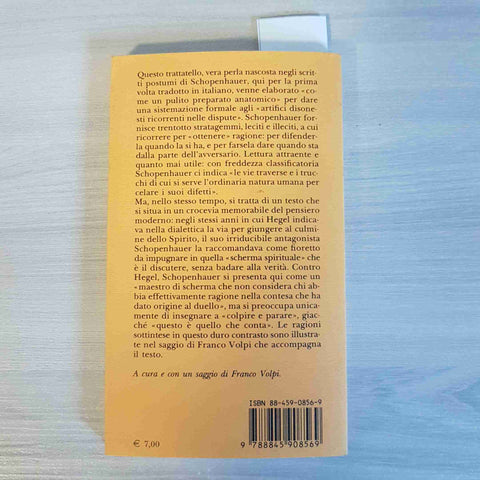 Questo trattatello, vera perla nascosta negli scrit-
ti postumi di Schopenhauer, qui per la prima
volta tradotto in italiano, venne elaborato «co-
me un pulito preparato anatomico» per dare
una sistemazione formale agli «artifici disone-
sti ricorrenti nelle dispute». Schopenhauer for-
nisce trentotto stratagemmi, leciti e illeciti, a cui
ricorrere per «ottenere» ragione: per difender-
la quando la si ha, e per farsela dare quando sta
dalla parte dell'avversario. Lettura attraente e
quanto mai utile: con freddezza classificatoria
Schopenhauer ci indica «le vie traverse e i truc-
chi di cui si serve l'ordinaria natura umana per
celare i suoi difetti».
Ma, nello stesso tempo, si tratta di un testo che
si situa in un crocevia memorabile del pensiero
moderno: negli stessi anni in cui Hegel indica-
va nella dialettica la via per giungere al culmi-
ne dello Spirito, il suo irriducibile antagonista
Schopenhauer la raccomandava come fioretto
da impugnare in quella «scherma spirituale» che
è il discutere, senza badare alla verità. Contro
Hegel, Schopenhauer si presenta qui come un
«maestro di scherma che non considera chi ab-
bia effettivamente ragione nella contesa che ha
dato origine al duello», ma si preoccupa unica-
mente di insegnare a «colpire e parare», giac-
ché «questo è quello che conta». Le ragioni
sottintese in questo duro contrasto sono illustra-
te nel saggio di Franco Volpi che accompagna
il testo.
A cura e con un saggio di Franco Volpi.
ISBN 88-459-0856-9
9 788845 908569
€ 7,00